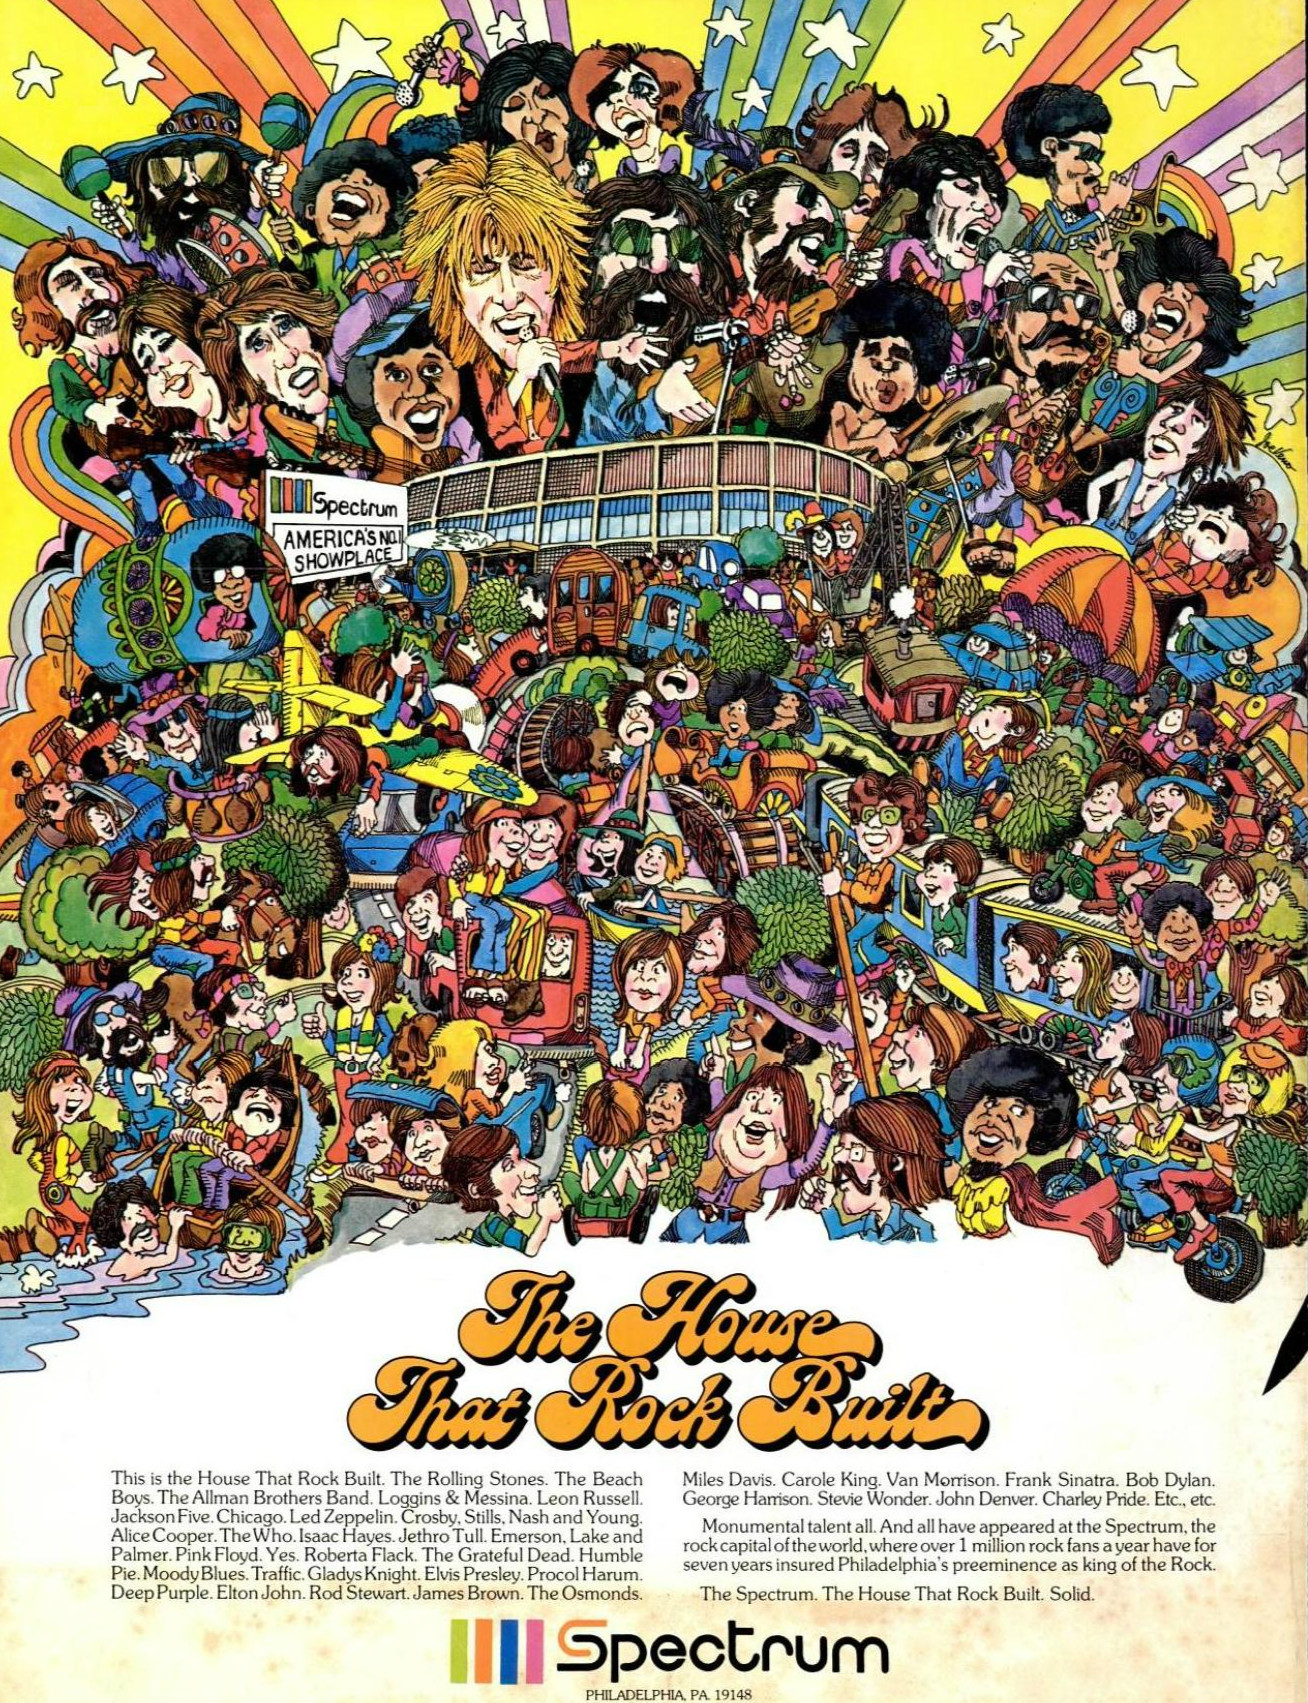 Spectrum
AMERICA'S NO.1
SHOWPLACE
The House
That Rock Built
This is the House That Rock Built. The Rolling Stones. The Beach
Boys. The Allman Brothers Band. Loggins & Messina. Leon Russell.
Jackson Five. Chicago. Led Zeppelin. Crosby, Stills, Nash and Young.
Alice Cooper. The Who. Isaac Hayes. Jethro Tull. Emerson, Lake and
Palmer. Pink Floyd. Yes. Roberta Flack. The Grateful Dead. Humble
Pie. Moody Blues. Traffic. Gladys Knight. Elvis Presley. Procol Harum.
Deep Purple. Elton John. Rod Stewart. James Brown. The Osmonds.
Miles Davis. Carole King. Van Morrison. Frank Sinatra. Bob Dylan.
George Harrison. Stevie Wonder. John Denver. Charley Pride. Etc., etc.
Monumental talent all. And all have appeared at the Spectrum, the
rock capital of the world, where over 1 million rock fans a year have for
seven years insured Philadelphia's preeminence as king of the Rock.
The Spectrum. The House That Rock Built. Solid.
Spectrum
PHILADELPHIA, PA. 19148